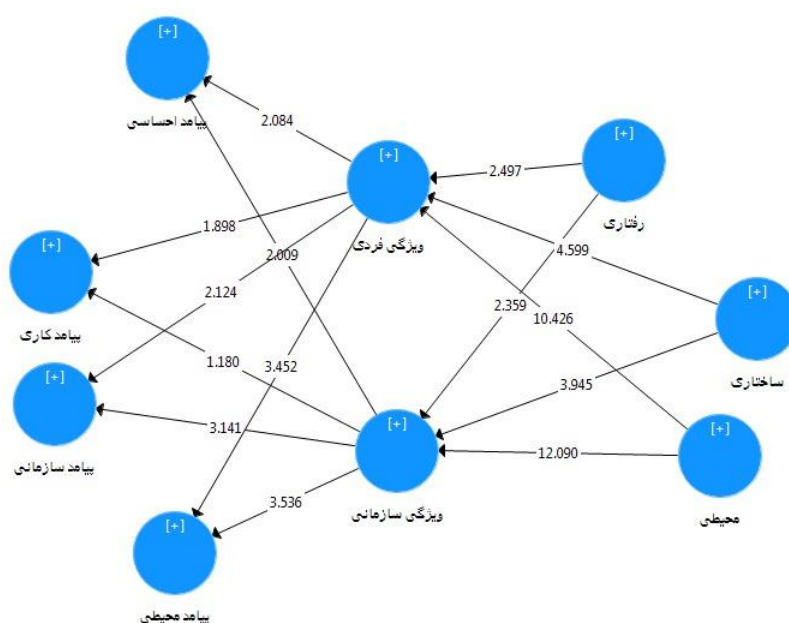 [+]
پیامد احساسی
[+]
رفتاری
[+]
ویژگی فردی
[+]
پیامد کاری
[+]
ساختاری
[+]
پیامد سازمانی
[+]
ویژگی سازمانی
[+]
محیطی
[+]
پیامد محیطی
2.084
2.497
1.898
2.009
4.599
2.124
2.359
10.426
1.180
3.452
3.945
3.141
12.090
3.536